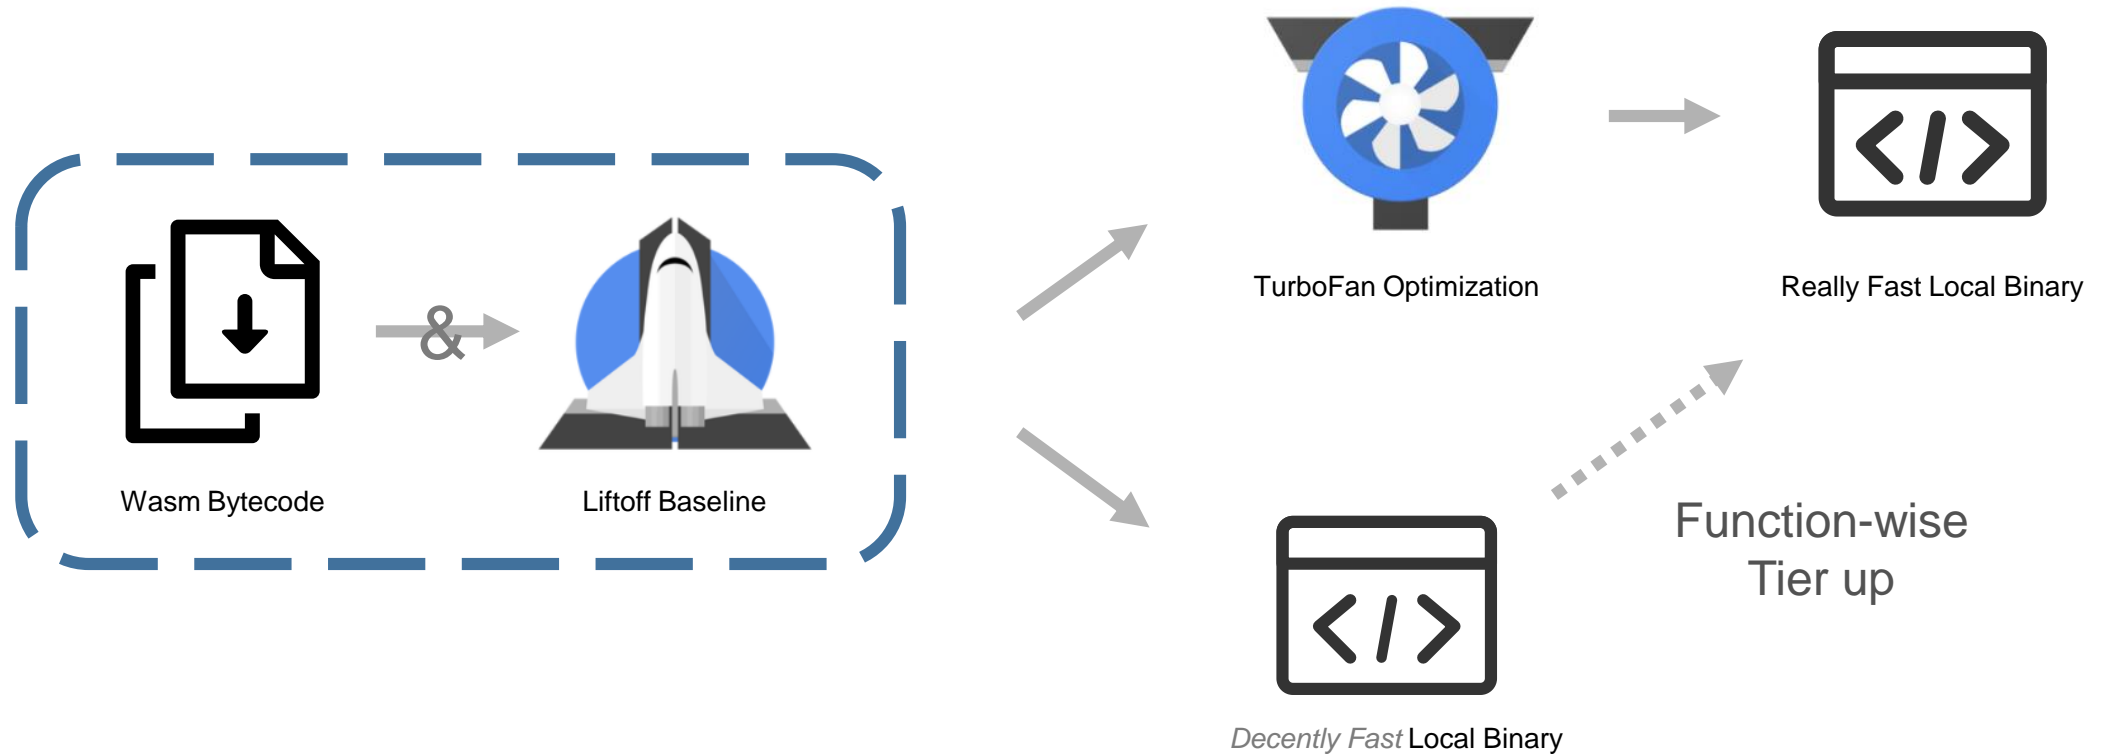 </>
&
TurboFan Optimization
Really Fast Local Binary
Wasm Bytecode
Liftoff Baseline
Function-wise
Tier up
</>
Decently Fast Local Binary